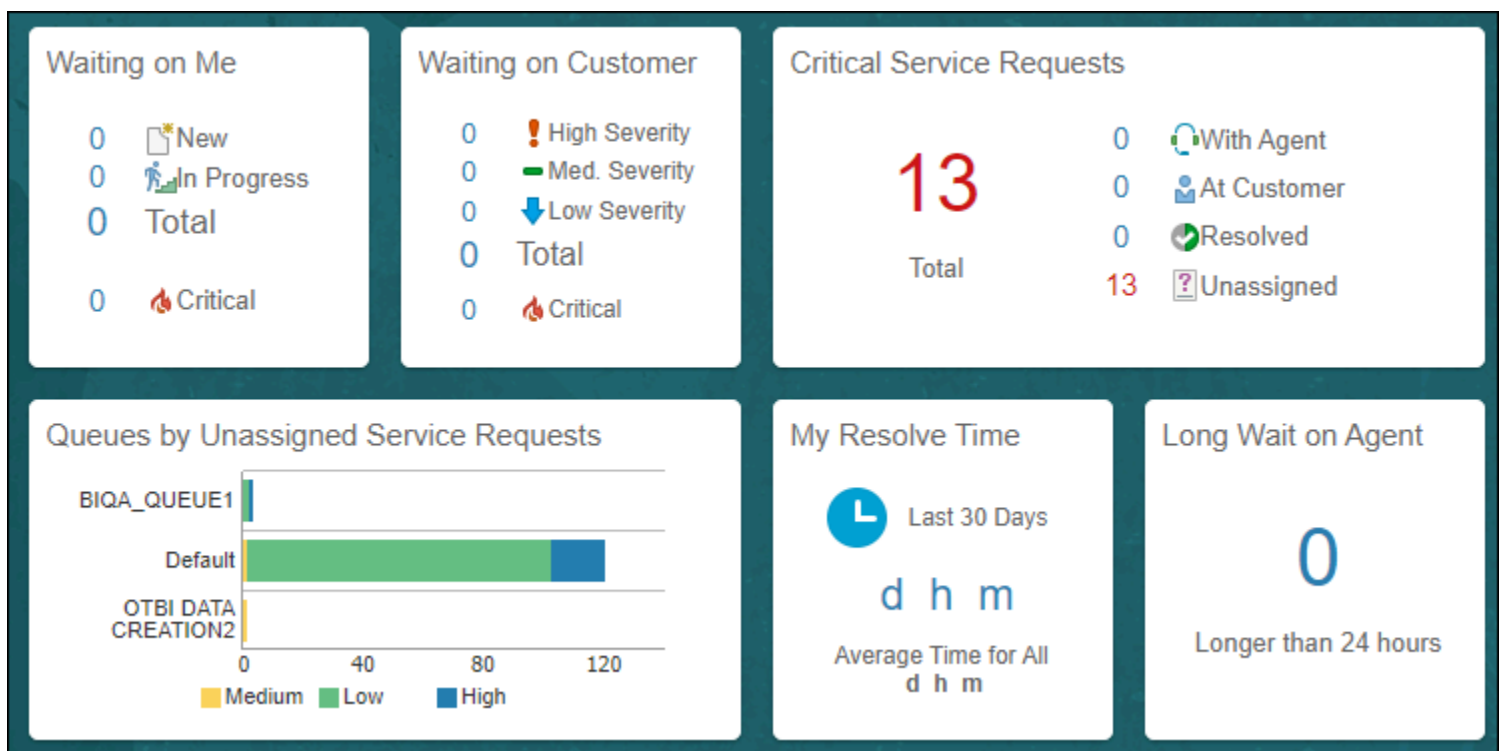 Waiting on Me
0 New
0 In Progress
0 Total
0 Critical
Waiting on Customer
0 High Severity
0 Med. Severity
0 Low Severity
0 Total
0 Critical
Critical Service Requests
13
Total
0 With Agent
0 At Customer
0 Resolved
13 ? Unassigned
Queues by Unassigned Service Requests
BIQA_QUEUE1
Default
OTBI DATA
CREATION2
0 40 80 120
Medium Low High
My Resolve Time
Last 30 Days
d h m
Average Time for All
d h m
Long Wait on Agent
0
Longer than 24 hours